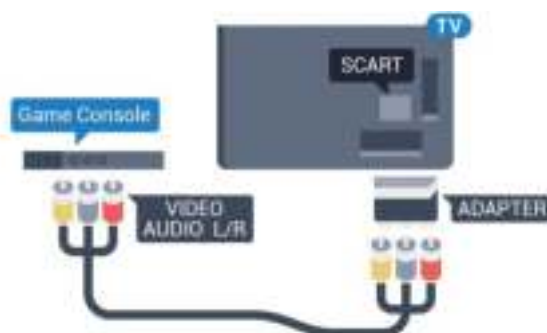 TV
SCART
Game Console
VIDEO
AUDIO L/R
ADAPTER